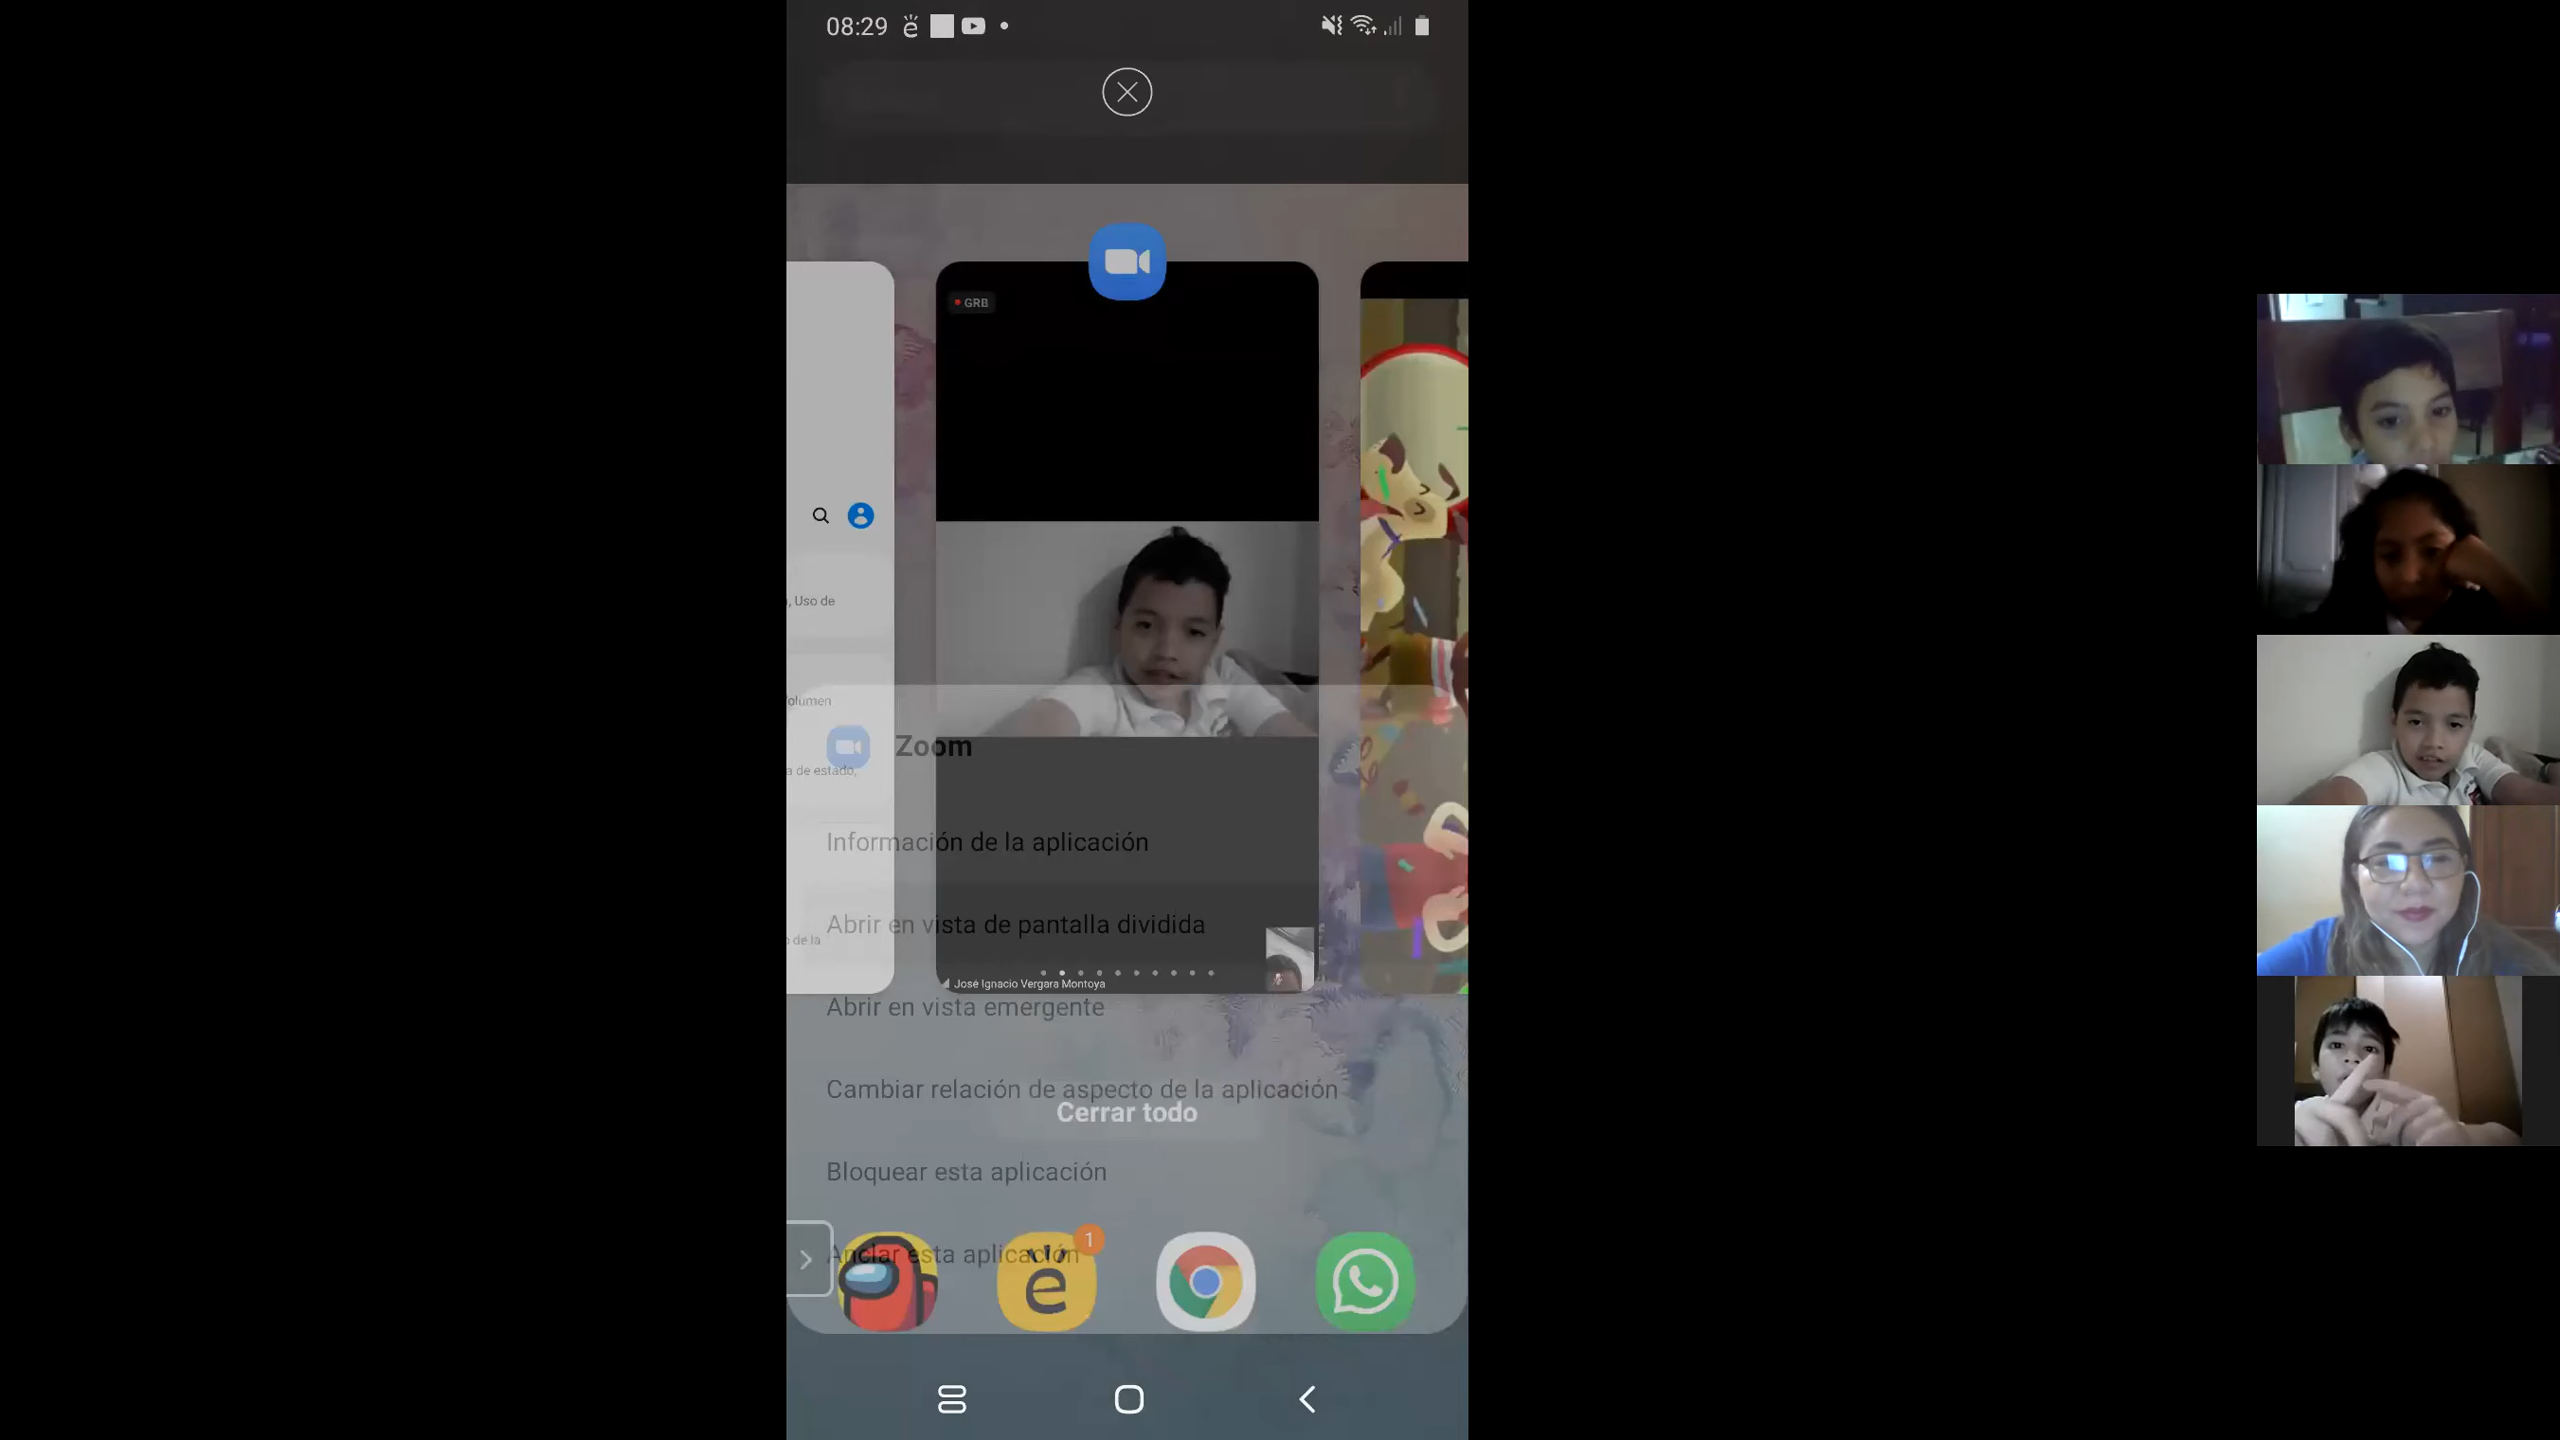 08:29
GRB
, Uso de
olumen
Zoom
a de estado,
Información de la aplicación
Abrir en vista de pantalla dividida
o de la
José Ignacio Vergara Montoya
Abrir en vista emergente
Cambiar relación de aspecto de la aplicación
Cerrar todo
Bloquear esta aplicación
1
Anclar esta aplicación
ë